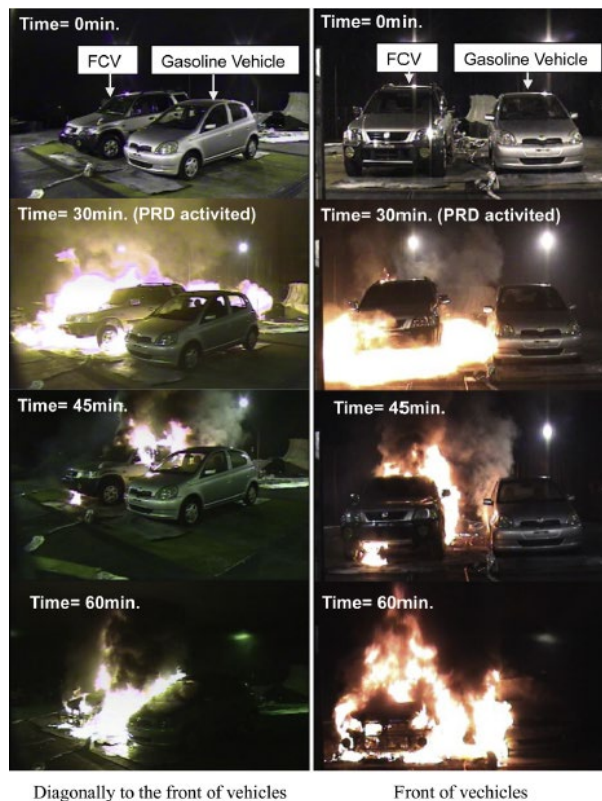 Time= 0min.
FCV
Gasoline Vehicle
Time= 0min.
FCV
Gasoline Vehicle
Time= 30min. (PRD activited)
Time= 30min. (PRD activited)
Time= 45min.
Time= 45min.
Time= 60min.
Time= 60min.
Diagonally to the front of vehicles
Front of vechicles